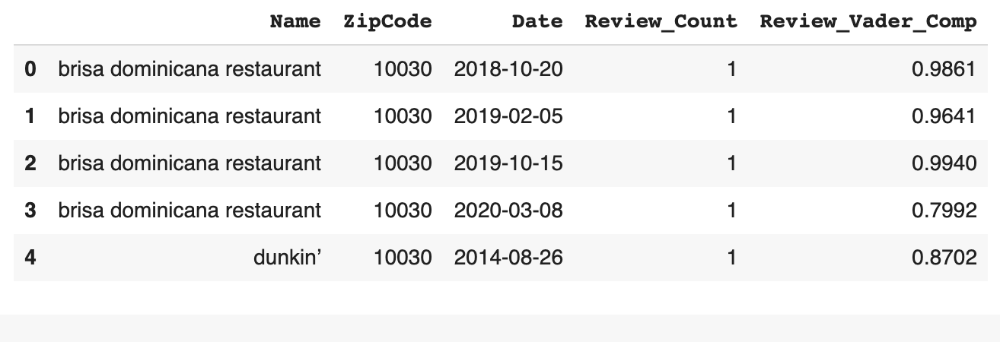 Name ZipCode Date Review_Count Review_Vader_Comp
0 brisa dominicana restaurant 10030 2018-10-20 1 0.9861
1 brisa dominicana restaurant 10030 2019-02-05 1 0.9641
2 brisa dominicana restaurant 10030 2019-10-15 1 0.9940
3 brisa dominicana restaurant 10030 2020-03-08 1 0.7992
4 dunkin’ 10030 2014-08-26 1 0.8702